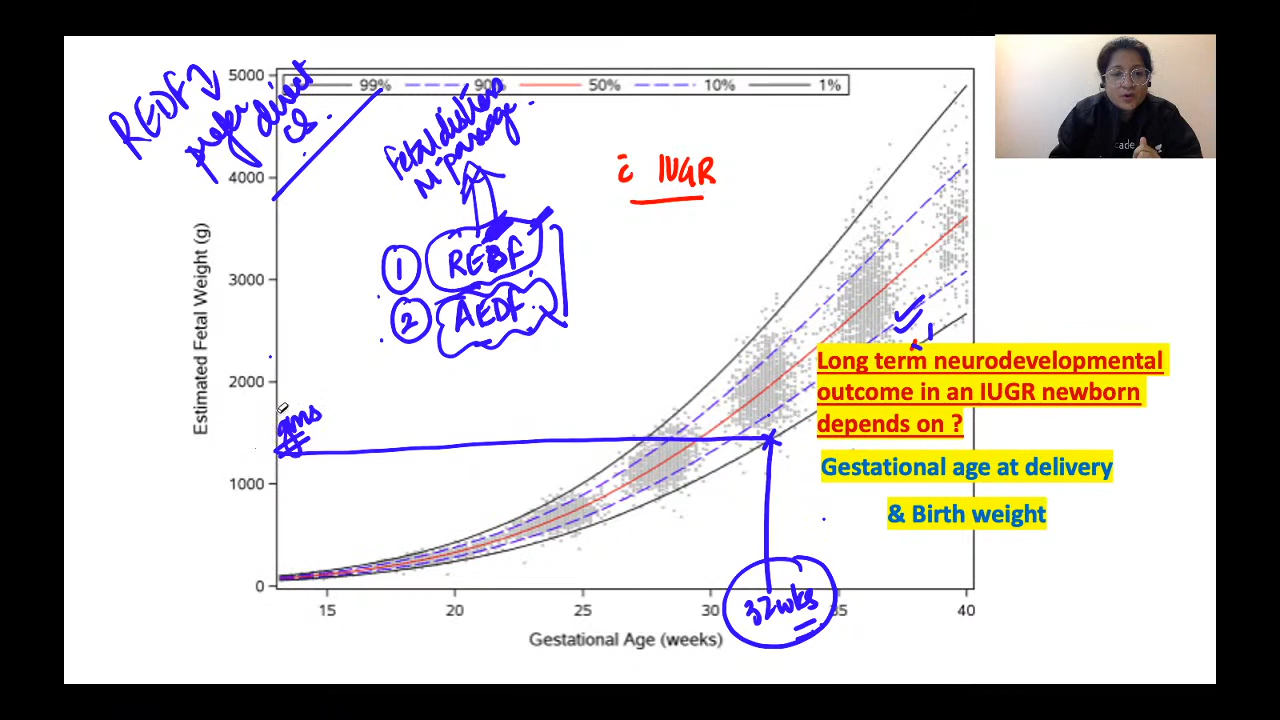 REDF
prefer direct
cs.
99% 90% 50% 10% 1%
Fetal distress
M passage
c̄ IUGR
① REDF
② AEDF
gms
32wks
5000
4000
3000
2000
1000
0
Estimated Fetal Weight (g)
15 20 25 30 35 40
Gestational Age (weeks)
Long term neurodevelopmental
outcome in an IUGR newborn
depends on ?
Gestational age at delivery
& Birth weight
cade